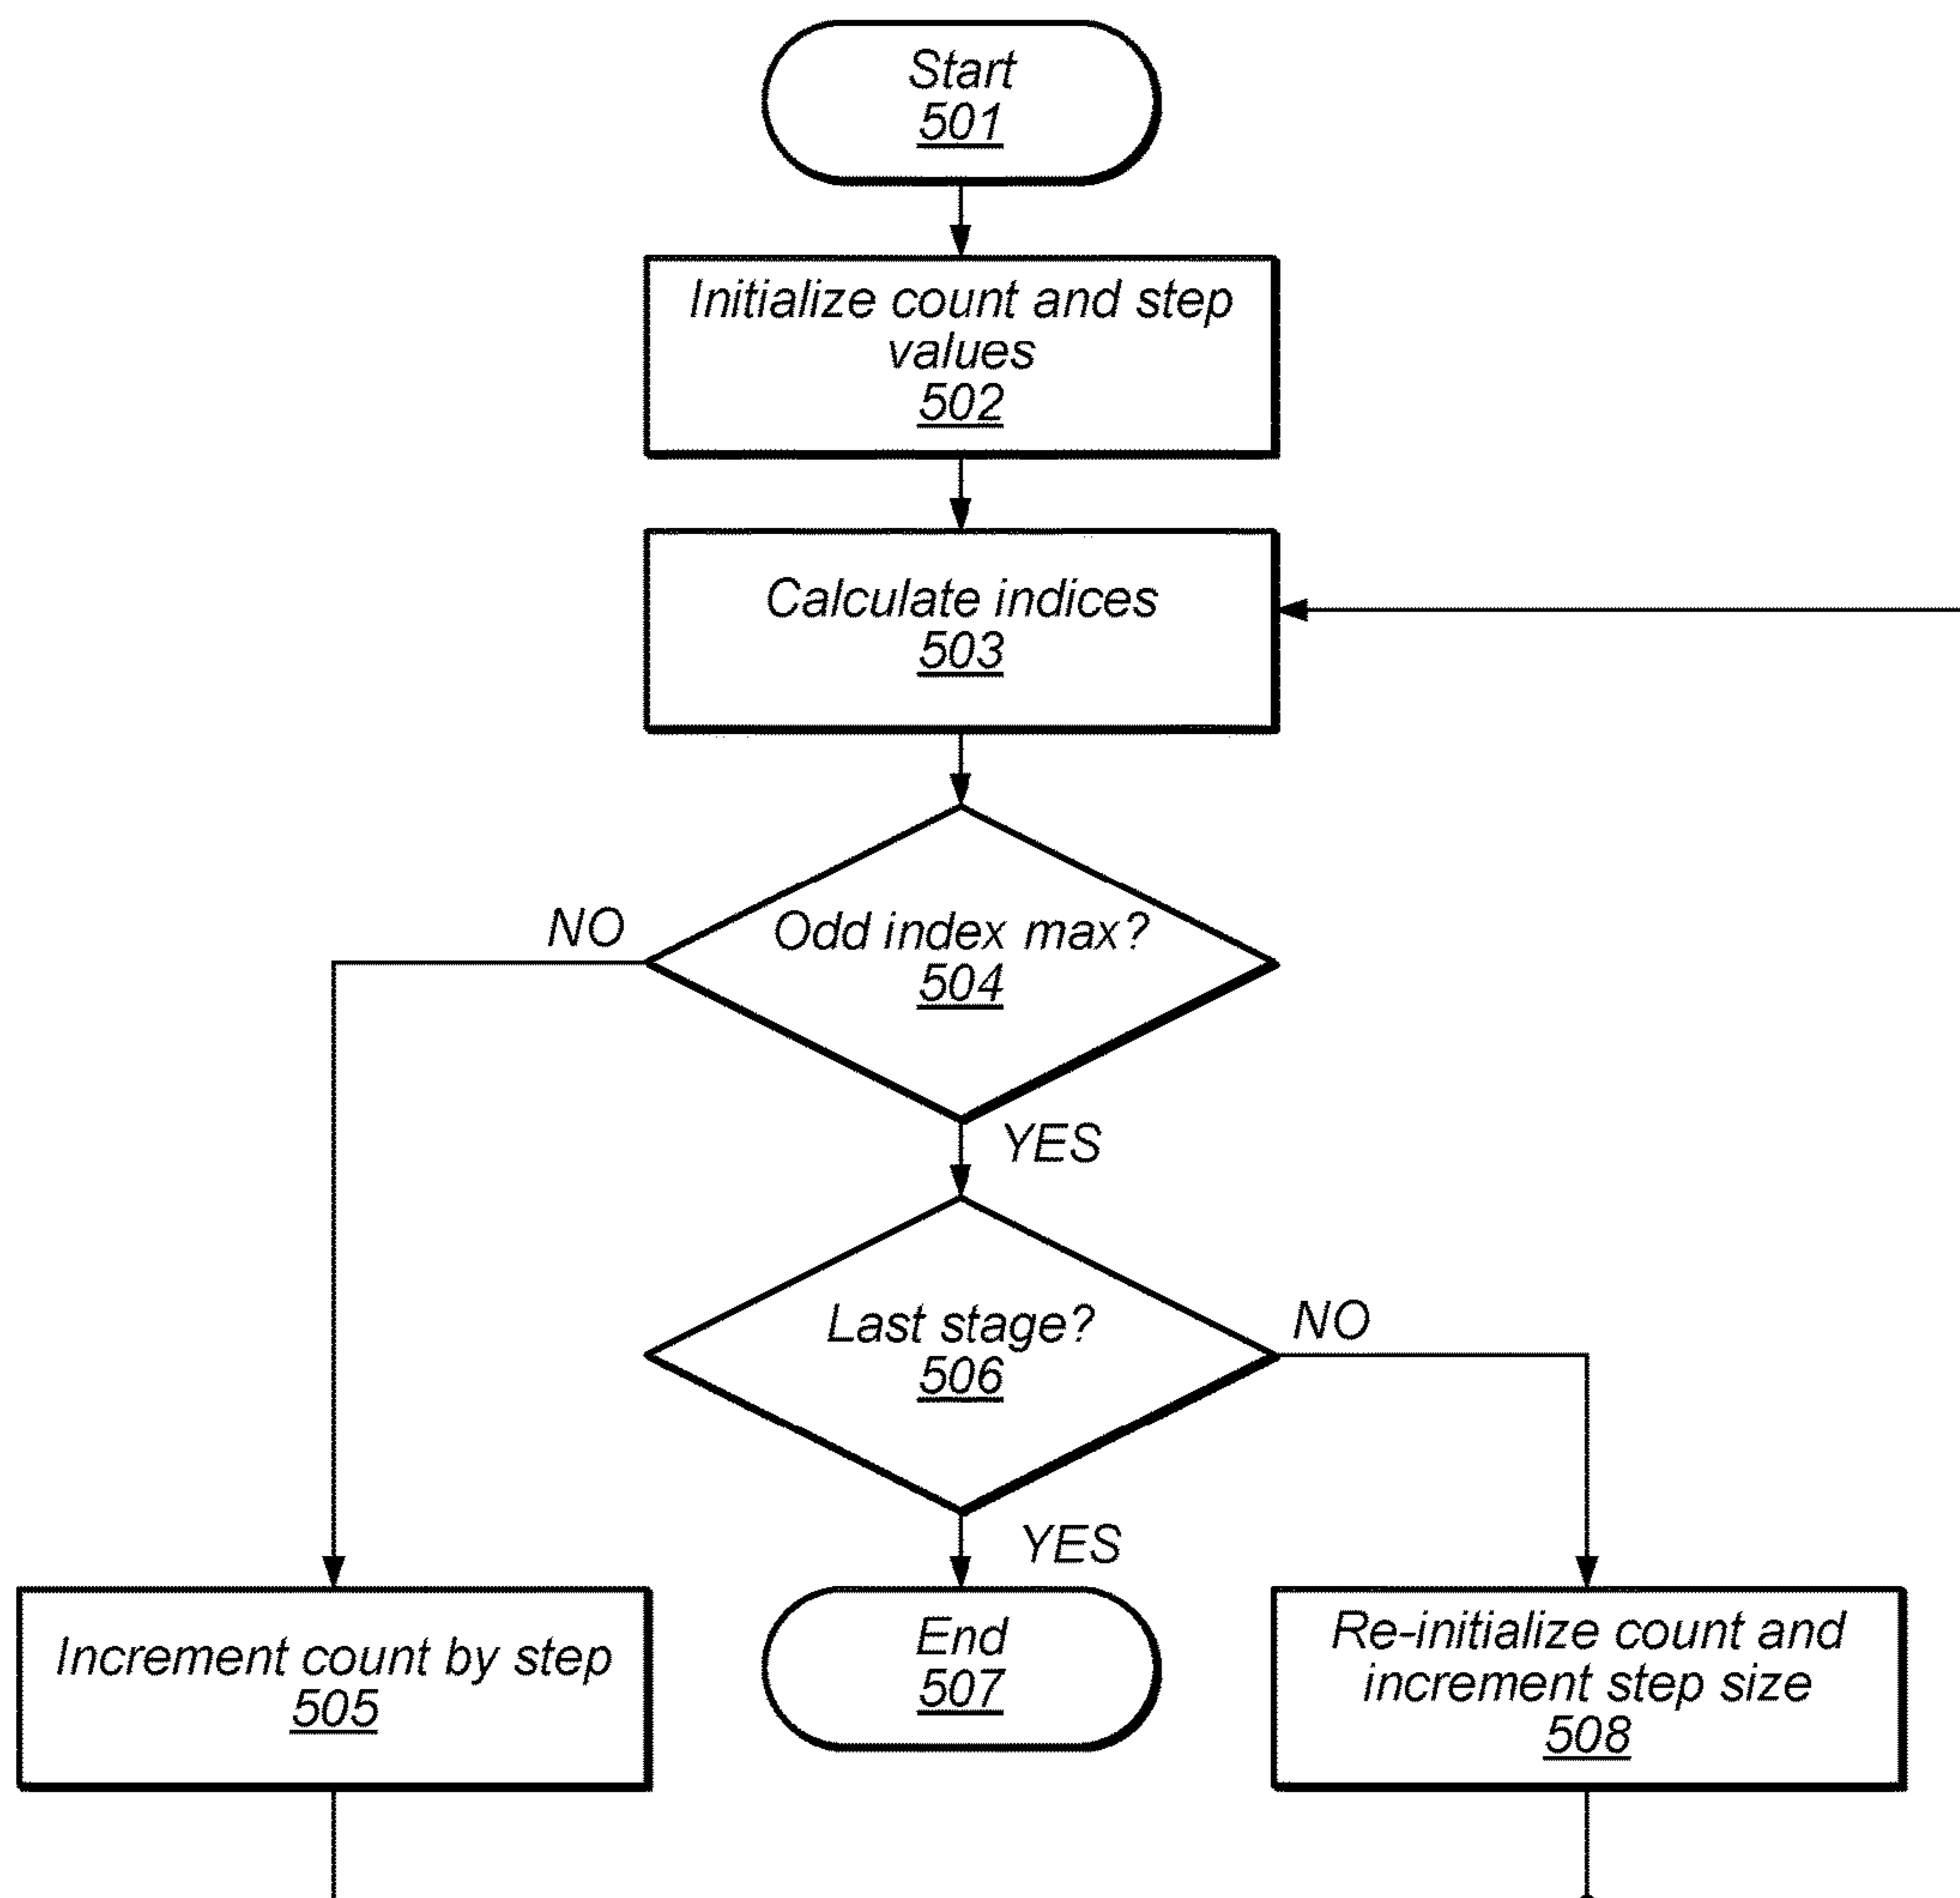 Start
501
Initialize count and step
values
502
Calculate indices
503
NO
Odd index max?
504
YES
Last stage?
506
NO
YES
Increment count by step
505
End
507
Re-initialize count and
increment step size
508